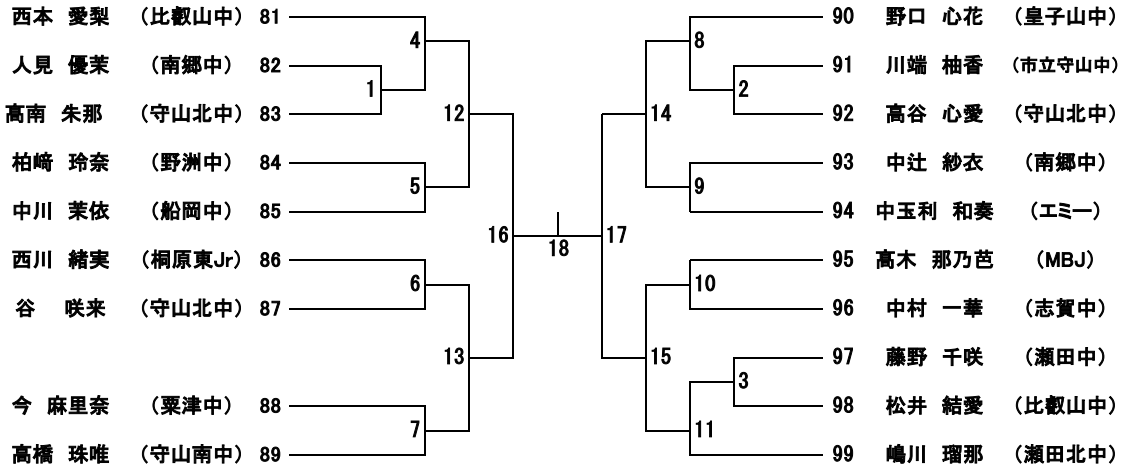 西本 愛梨 (比叡山中) 81
人見 優茉 (南郷中) 82
髙南 朱那 (守山北中) 83
柏﨑 玲奈 (野洲中) 84
中川 茉依 (船岡中) 85
西川 緒実 (桐原東Jr) 86
谷 咲来 (守山北中) 87
今 麻里奈 (粟津中) 88
高橋 珠唯 (守山南中) 89
4
1
12
5
16
6
13
7
18
8
2
14
9
17
10
15
3
11
90 野口 心花 (皇子山中)
91 川端 柚香 (市立守山中)
92 高谷 心愛 (守山北中)
93 中辻 紗衣 (南郷中)
94 中玉利 和奏 (エミー)
95 髙木 那乃芭 (MBJ)
96 中村 一華 (志賀中)
97 藤野 千咲 (瀬田中)
98 松井 結愛 (比叡山中)
99 嶋川 瑠那 (瀬田北中)